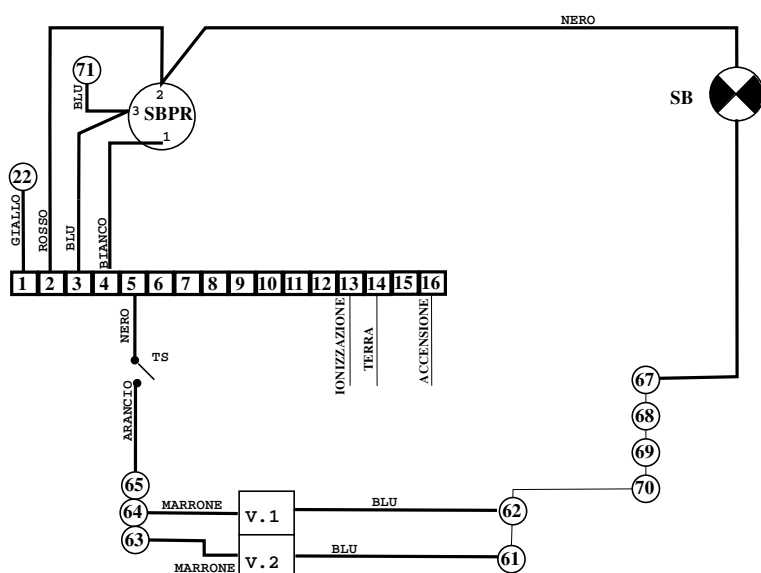 NERO
71
2
SB
BLU
3
SBPR
1
22
GIALLO
ROSSO
BLU
BIANCO
1 2 3 4 5 6 7 8 9 10 11 12 13 14 15 16
NERO
IONIZZAZIONE
TERRA
ACCENSIONE
TS
67
ARANCIO
68
69
65
70
64
MARRONE
V.1
BLU
62
63
MARRONE
V.2
BLU
61